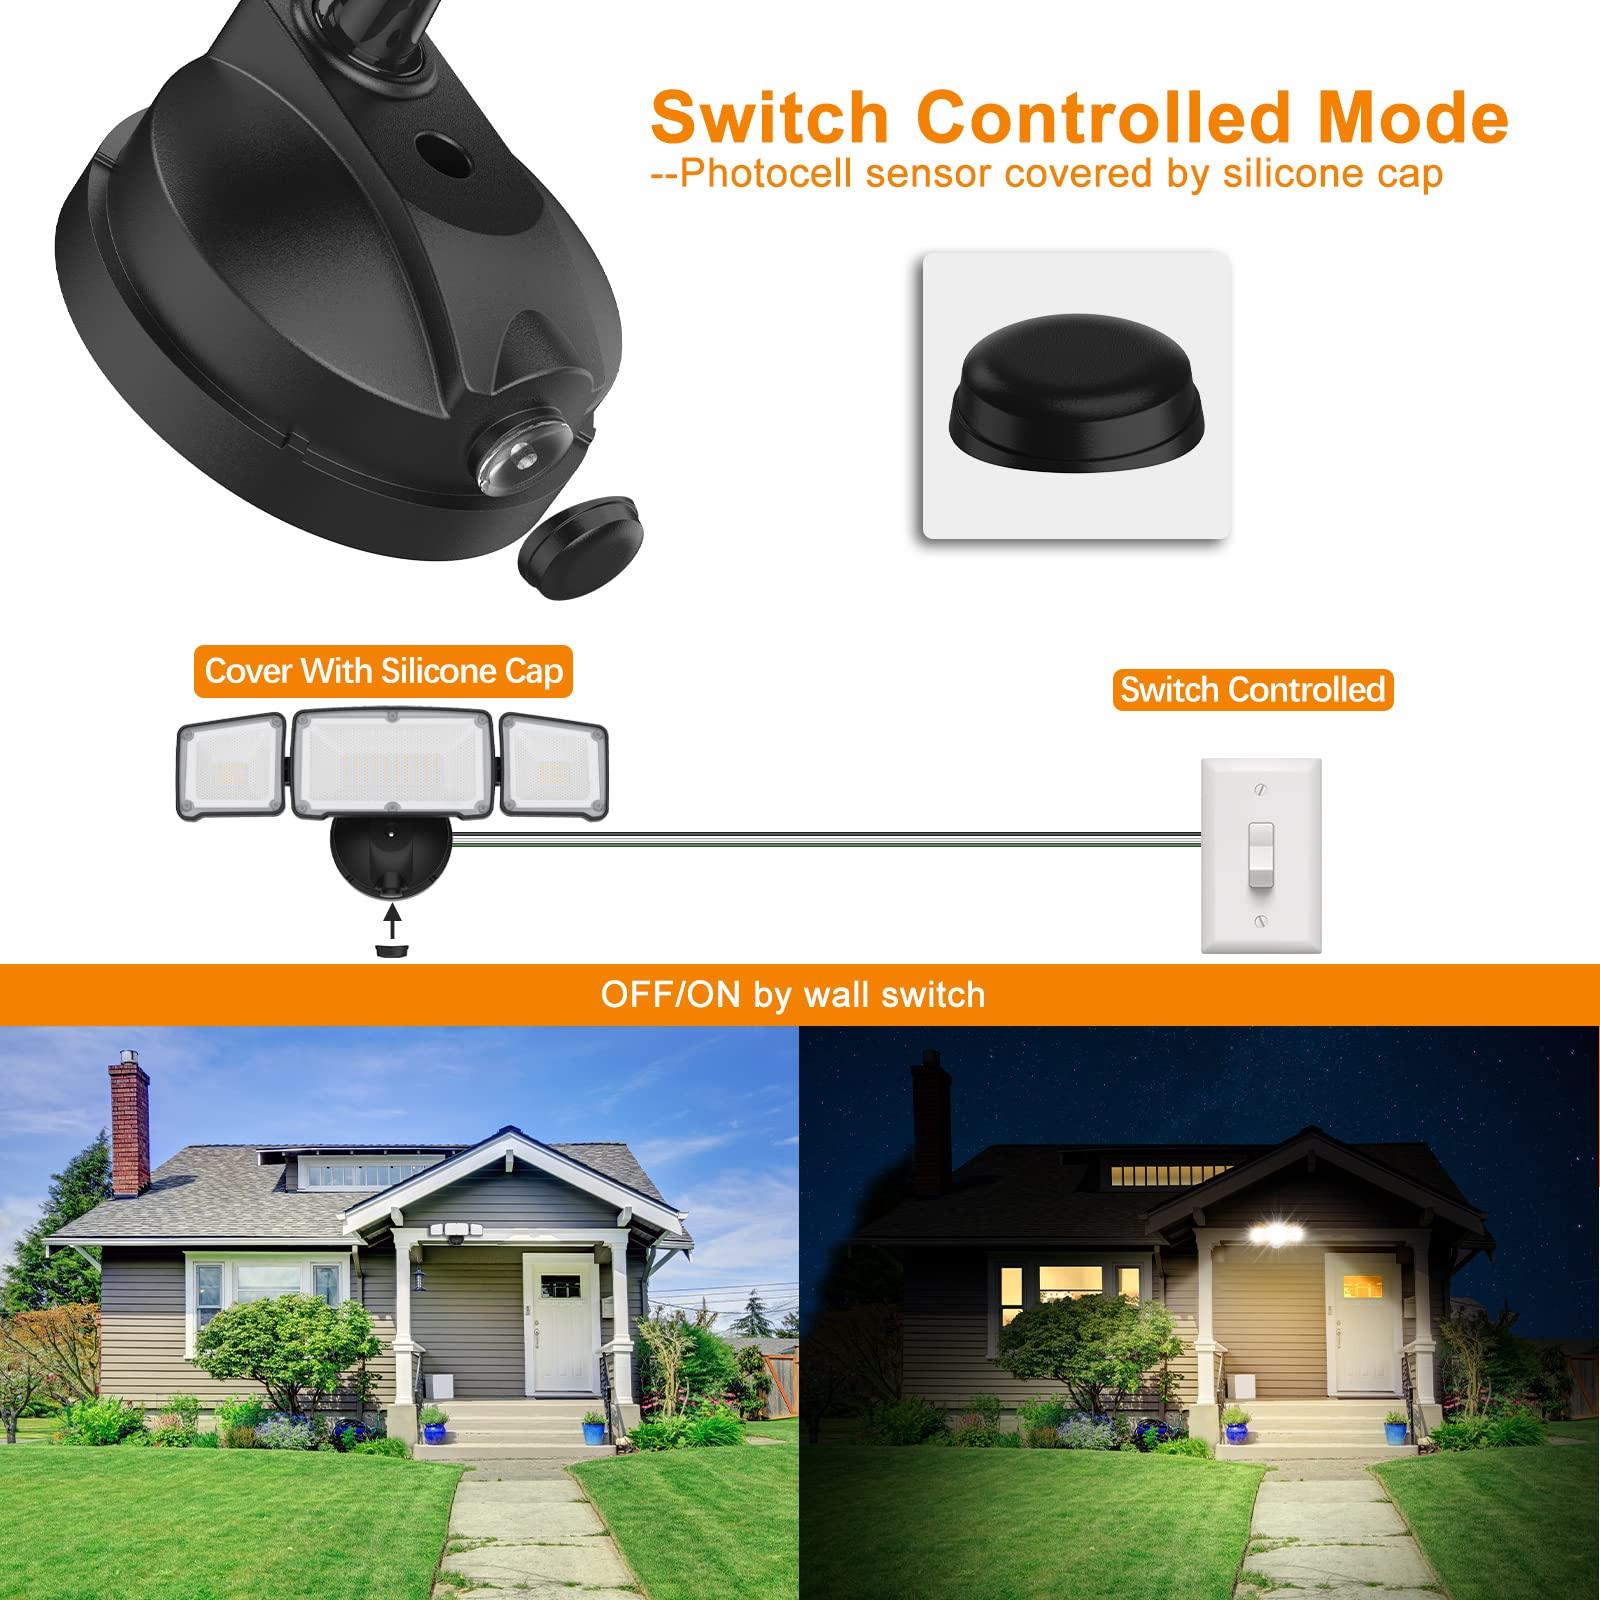 Switch Controlled Mode
--Photocell sensor covered by silicone cap
Cover With Silicone Cap
Switch Controlled
OFF/ON by wall switch